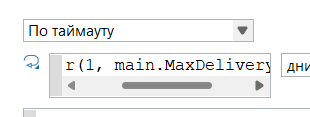 По таймауту
r(1, main.MaxDelivery
дни